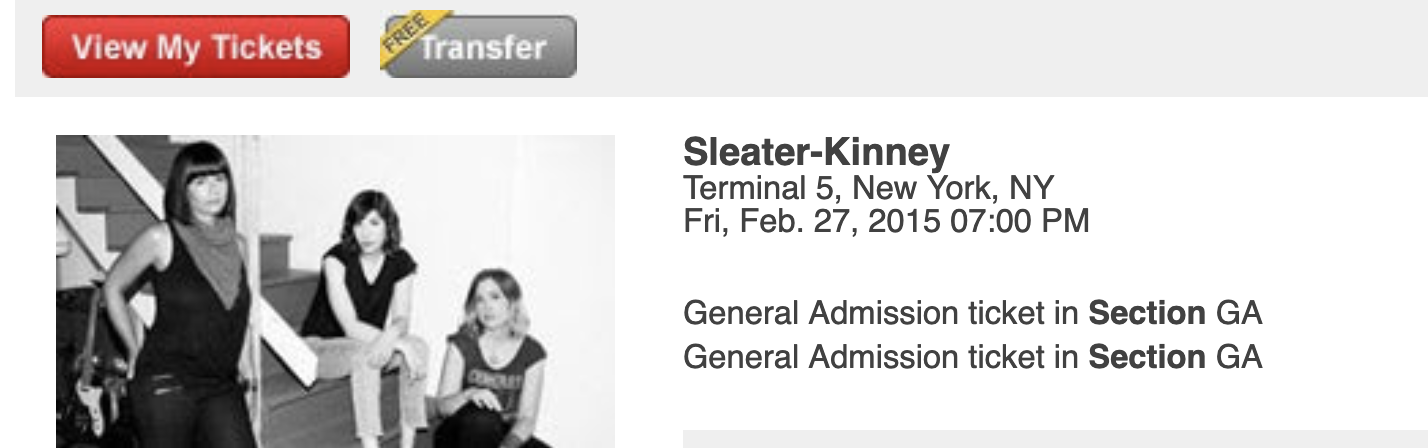 View My Tickets
FREE
Transfer
Sleater-Kinney
Terminal 5, New York, NY
Fri, Feb. 27, 2015 07:00 PM
General Admission ticket in Section GA
General Admission ticket in Section GA